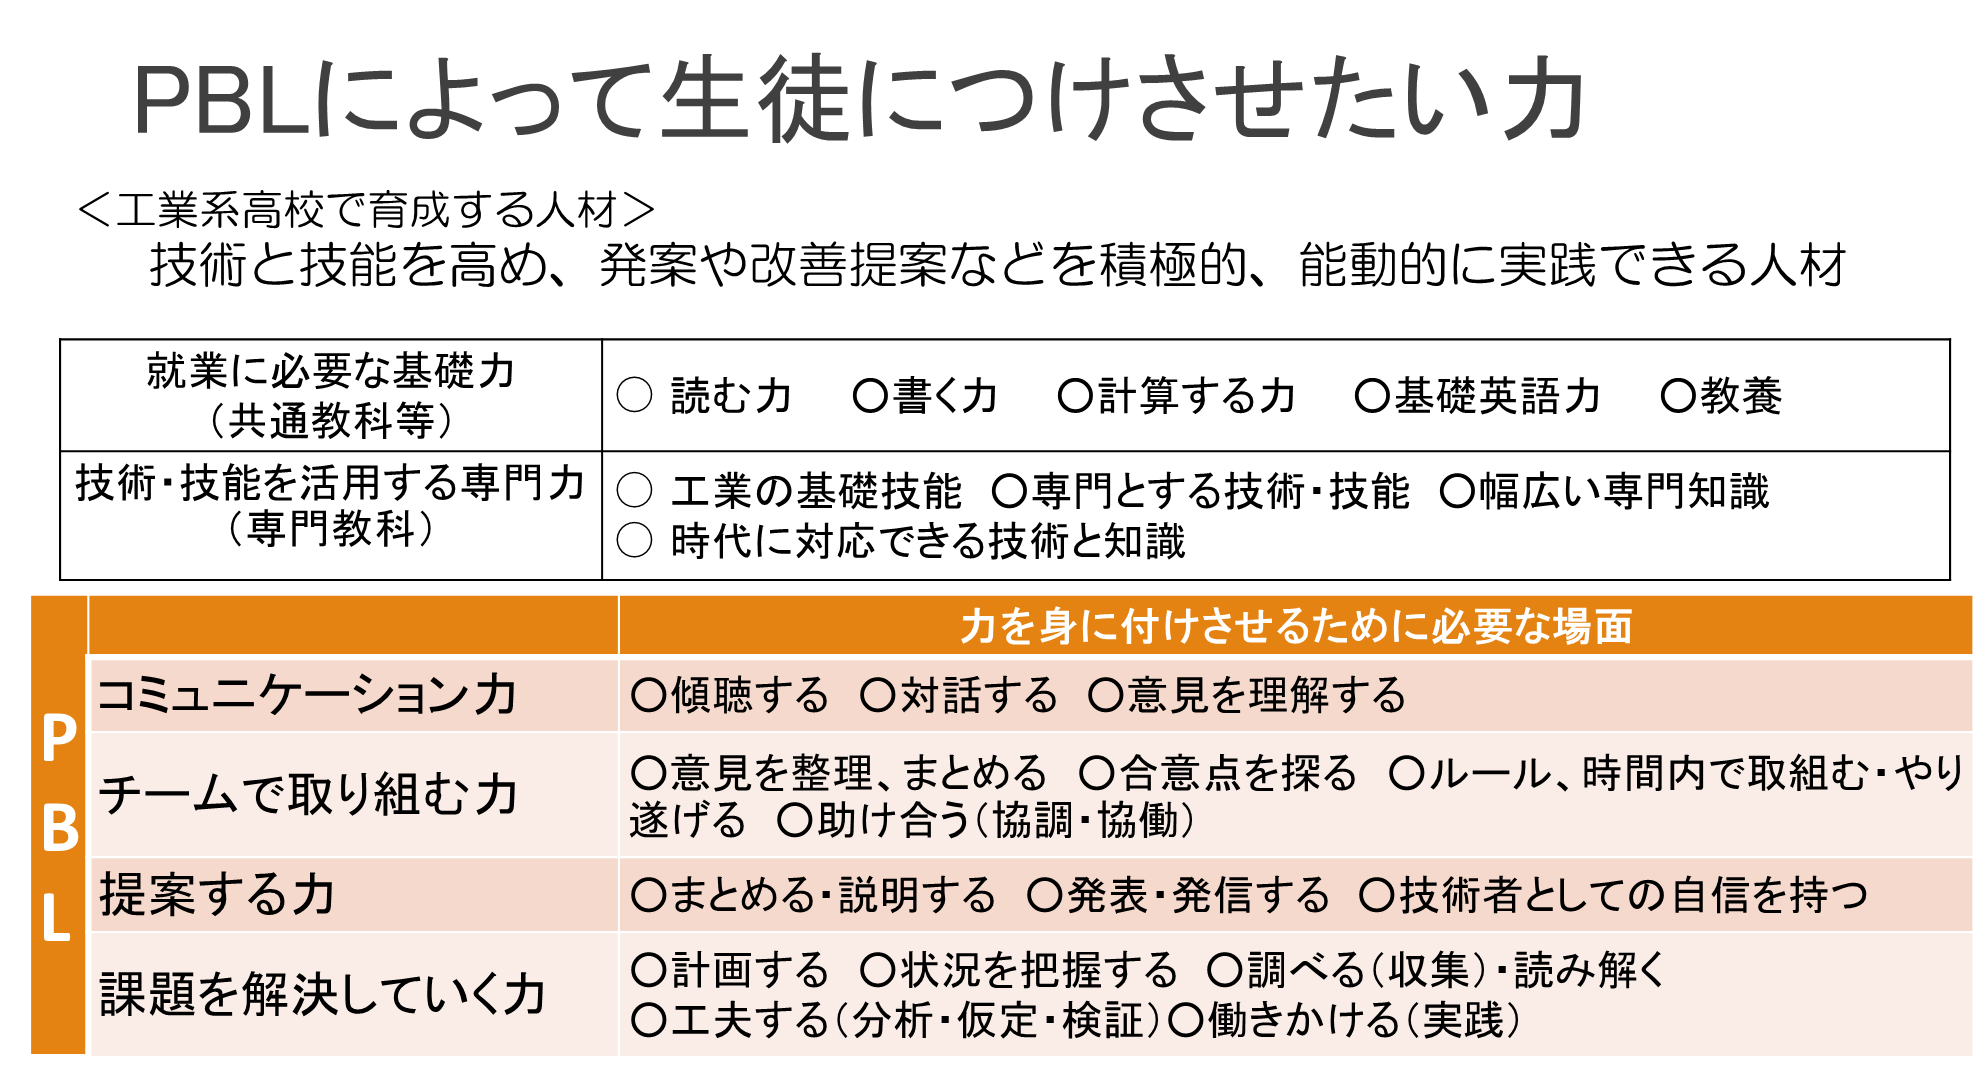 PBLによって生徒につけさせたい力
＜工業系高校で育成する人材＞
技術と技能を高め、発案や改善提案などを積極的、能動的に実践できる人材
就業に必要な基礎力
（共通教科等）
○ 読む力　○書く力　○計算する力　○基礎英語力　○教養
技術・技能を活用する専門力
（専門教科）
○ 工業の基礎技能　○専門とする技術・技能　○幅広い専門知識
○ 時代に対応できる技術と知識
PBL
力を身に付けさせるために必要な場面
コミュニケーション力
○傾聴する　○対話する　○意見を理解する
チームで取り組む力
○意見を整理、まとめる　○合意点を探る　○ルール、時間内で取組む・やり
遂げる　○助け合う（協調・協働）
提案する力
○まとめる・説明する　○発表・発信する　○技術者としての自信を持つ
課題を解決していく力
○計画する　○状況を把握する　○調べる（収集）・読み解く
○工夫する（分析・仮定・検証）○働きかける（実践）